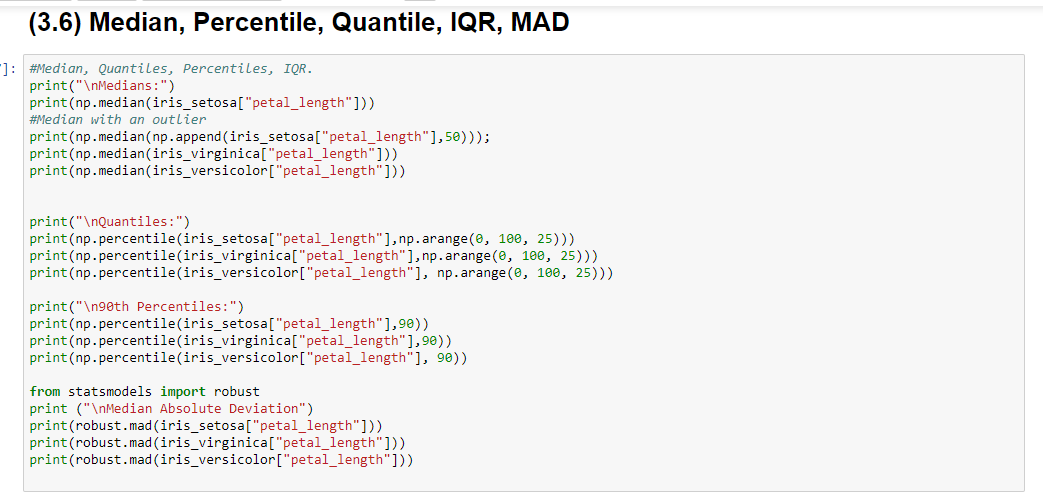 (3.6) Median, Percentile, Quantile, IQR, MAD
]: #Median, Quantiles, Percentiles, IQR.
print("\nMedians:")
print(np.median(iris_setosa["petal_length"]))
#Median with an outlier
print(np.median(np.append(iris_setosa["petal_length"],50)));
print(np.median(iris_virginica["petal_length"]))
print(np.median(iris_versicolor["petal_length"]))
print("\nQuantiles:")
print(np.percentile(iris_setosa["petal_length"],np.arange(0, 100, 25)))
print(np.percentile(iris_virginica["petal_length"],np.arange(0, 100, 25)))
print(np.percentile(iris_versicolor["petal_length"], np.arange(0, 100, 25)))
print("\n90th Percentiles:")
print(np.percentile(iris_setosa["petal_length"],90))
print(np.percentile(iris_virginica["petal_length"],90))
print(np.percentile(iris_versicolor["petal_length"], 90))
from statsmodels import robust
print ("\nMedian Absolute Deviation")
print(robust.mad(iris_setosa["petal_length"]))
print(robust.mad(iris_virginica["petal_length"]))
print(robust.mad(iris_versicolor["petal_length"]))